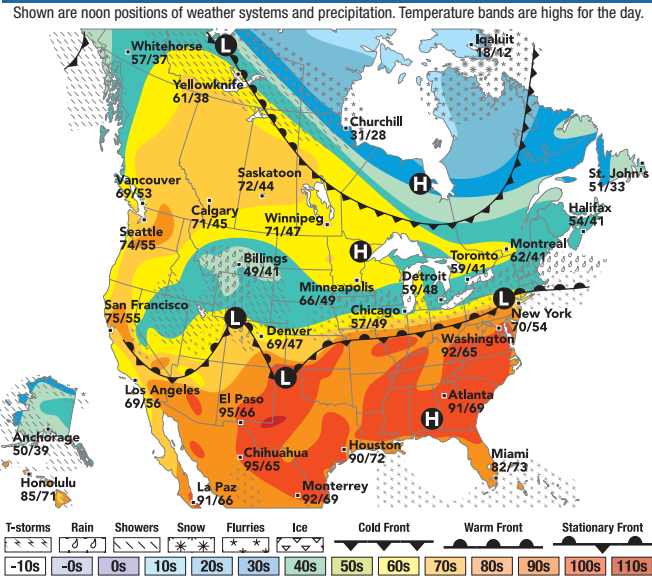 Shown are noon positions of weather systems and precipitation. Temperature bands are highs for the day.
L
Whitehorse
57/37
Iqaluit
18/12
Yellowknife
61/38
Churchill
31/28
H
Vancouver
69/53
Saskatoon
72/44
St. John's
51/33
Calgary
71/45
Winnipeg
71/47
Halifax
54/41
Seattle
74/55
H
Billings
49/41
Toronto
59/41
Montreal
62/41
Minneapolis
66/49
Detroit
59/48
San Francisco
75/55
L
Chicago
57/49
L
New York
70/54
Denver
69/47
Washington
92/65
Los Angeles
69/56
L
El Paso
95/66
Atlanta
91/69
H
Anchorage
50/39
Chihuahua
95/65
Houston
90/72
Miami
82/73
Honolulu
85/71
La Paz
91/66
Monterrey
92/69
T-storms Rain Showers Snow Flurries Ice Cold Front Warm Front Stationary Front
-10s -0s 0s 10s 20s 30s 40s 50s 60s 70s 80s 90s 100s 110s